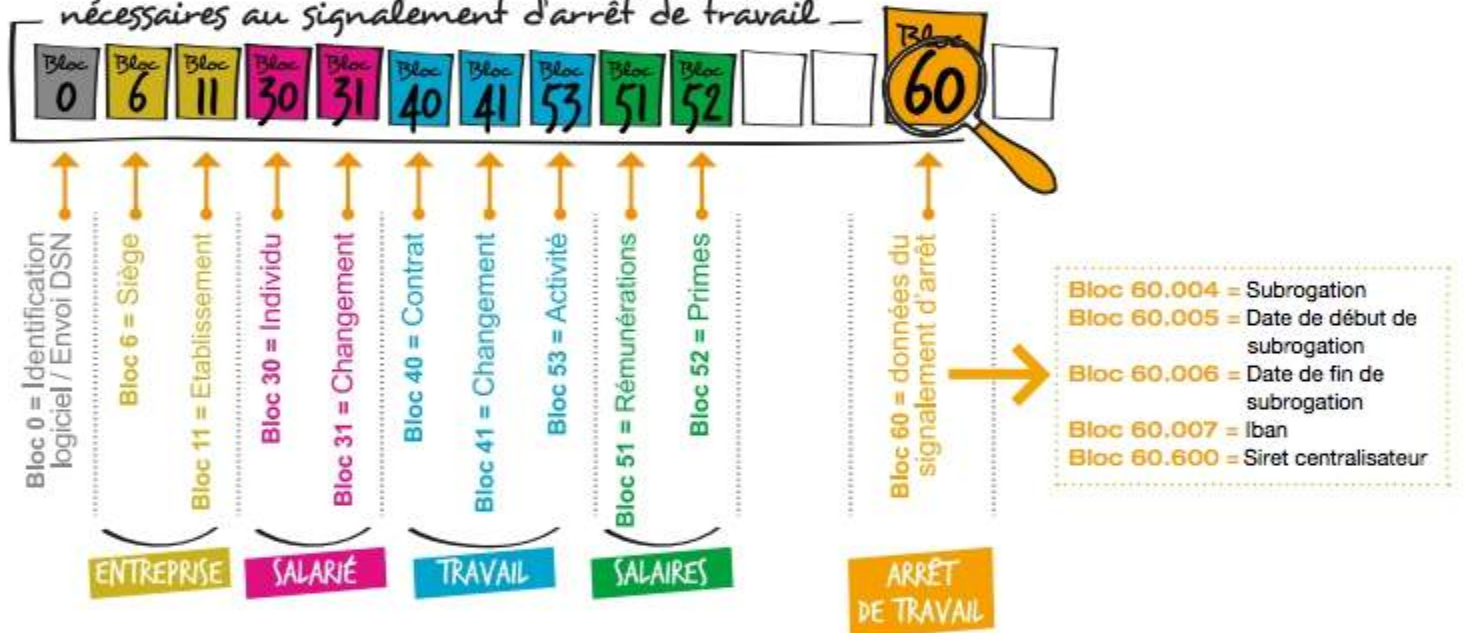 nécessaires au signalement d'arrêt de travail
Bloc 0
Bloc 6
Bloc 11
Bloc 30
Bloc 31
Bloc 40
Bloc 41
Bloc 53
Bloc 51
Bloc 52
Bloc 60
Bloc 0 = Identification
logiciel / Envoi DSN
Bloc 6 = Siège
Bloc 11 = Etablissement
Bloc 30 = Individu
Bloc 31 = Changement
Bloc 40 = Contrat
Bloc 41 = Changement
Bloc 53 = Activité
Bloc 51 = Rémunérations
Bloc 52 = Primes
Bloc 60 = données du
signalement d'arrêt
Bloc 60.004 = Subrogation
Bloc 60.005 = Date de début de
subrogation
Bloc 60.006 = Date de fin de
subrogation
Bloc 60.007 = Iban
Bloc 60.600 = Siret centralisateur
ENTREPRISE
SALARIÉ
TRAVAIL
SALAIRES
ARRÊT
DE TRAVAIL